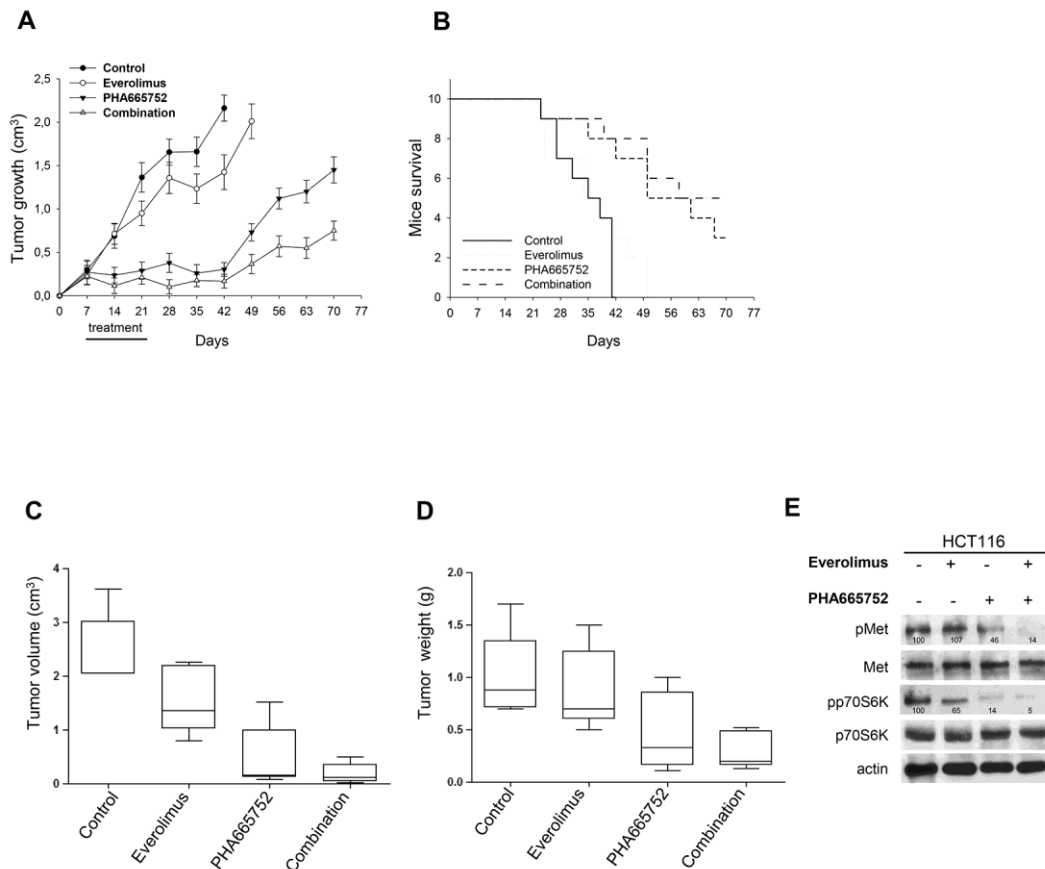 A
Control
Everolimus
PHA665752
Combination
2,5
2,0
1,5
1,0
0,5
0,0
Tumor growth (cm³)
0 7 14 21 28 35 42 49 56 63 70 77
treatment
Days
B
10
8
6
4
2
0
Mice survival
Control
Everolimus
PHA665752
Combination
0 7 14 21 28 35 42 49 56 63 70 77
Days
C
4
3
2
1
0
Tumor volume (cm³)
Control
Everolimus
PHA665752
Combination
D
2.0
1.5
1.0
0.5
0.0
Tumor weight (g)
Control
Everolimus
PHA665752
Combination
E
HCT116
Everolimus - + - +
PHA665752 - - + +
pMet
100 107 46 14
Met
pp70S6K
100 65 14 5
p70S6K
actin